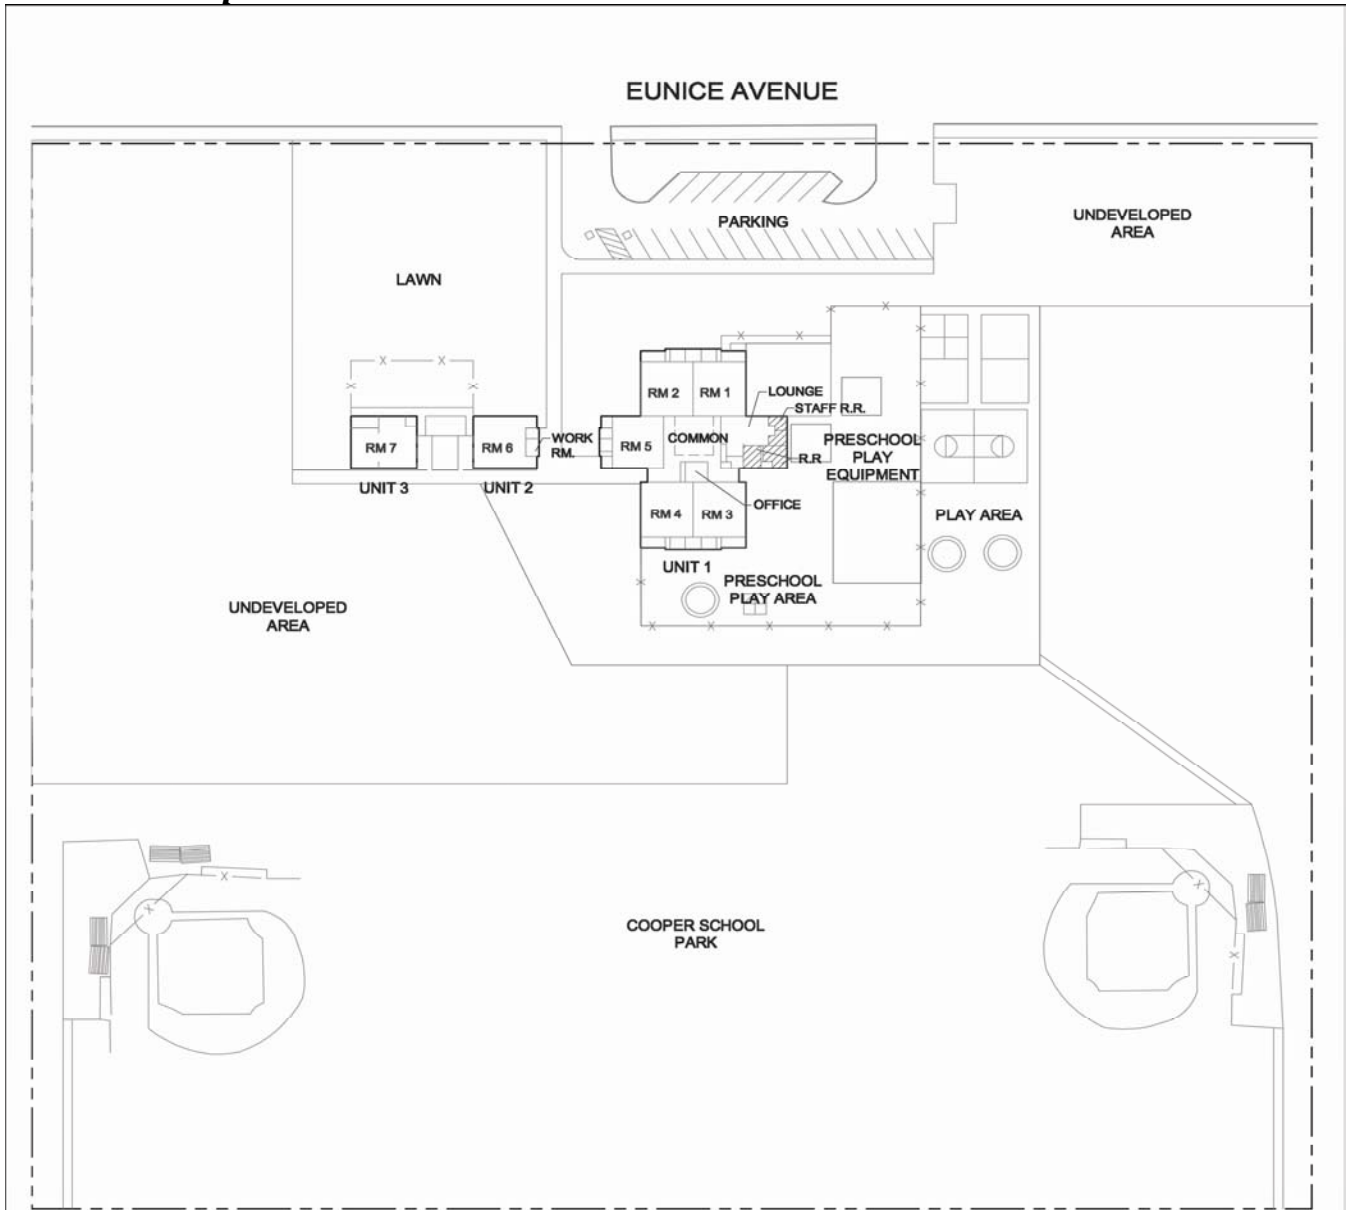 EUNICE AVENUE
PARKING
UNDEVELOPED
AREA
LAWN
RM 2
RM 1
LOUNGE
STAFF R.R.
RM 7
RM 6
WORK
RM.
RM 5
COMMON
R.R
PRESCHOOL
PLAY
EQUIPMENT
UNIT 3
UNIT 2
OFFICE
RM 4
RM 3
PLAY AREA
UNIT 1
PRESCHOOL
PLAY AREA
UNDEVELOPED
AREA
COOPER SCHOOL
PARK